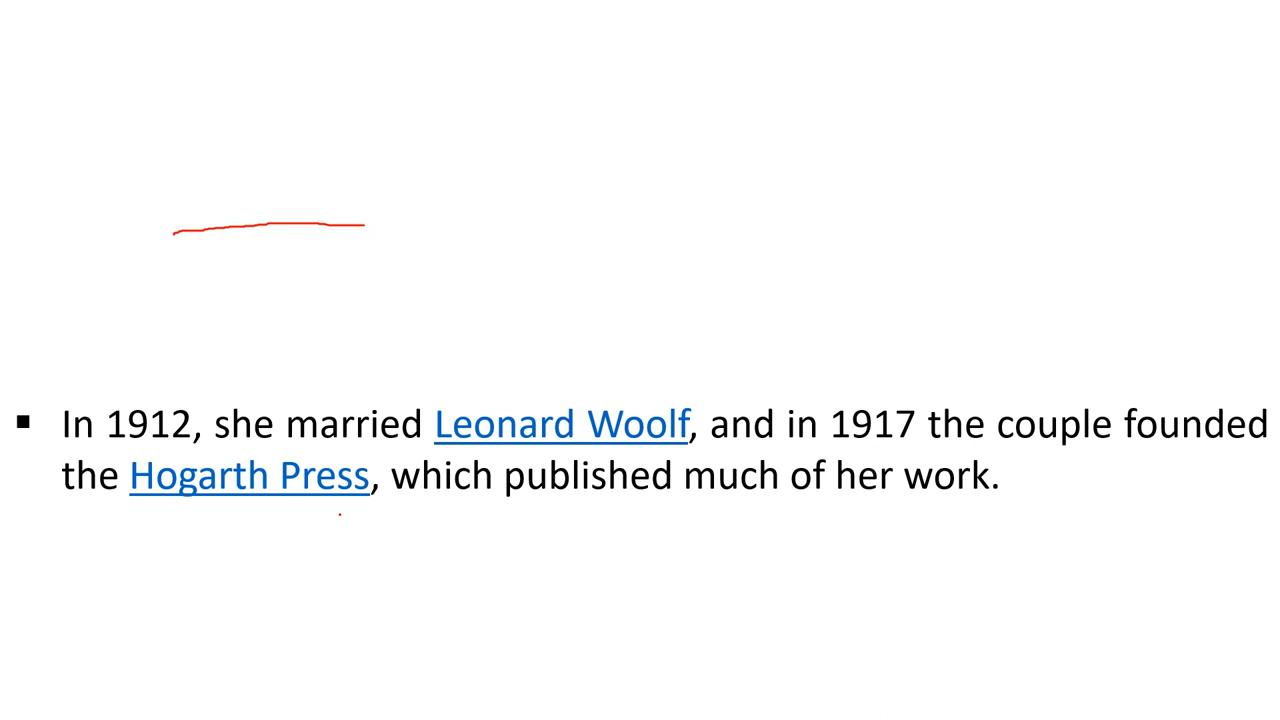 ▪ In 1912, she married Leonard Woolf, and in 1917 the couple founded
the Hogarth Press, which published much of her work.